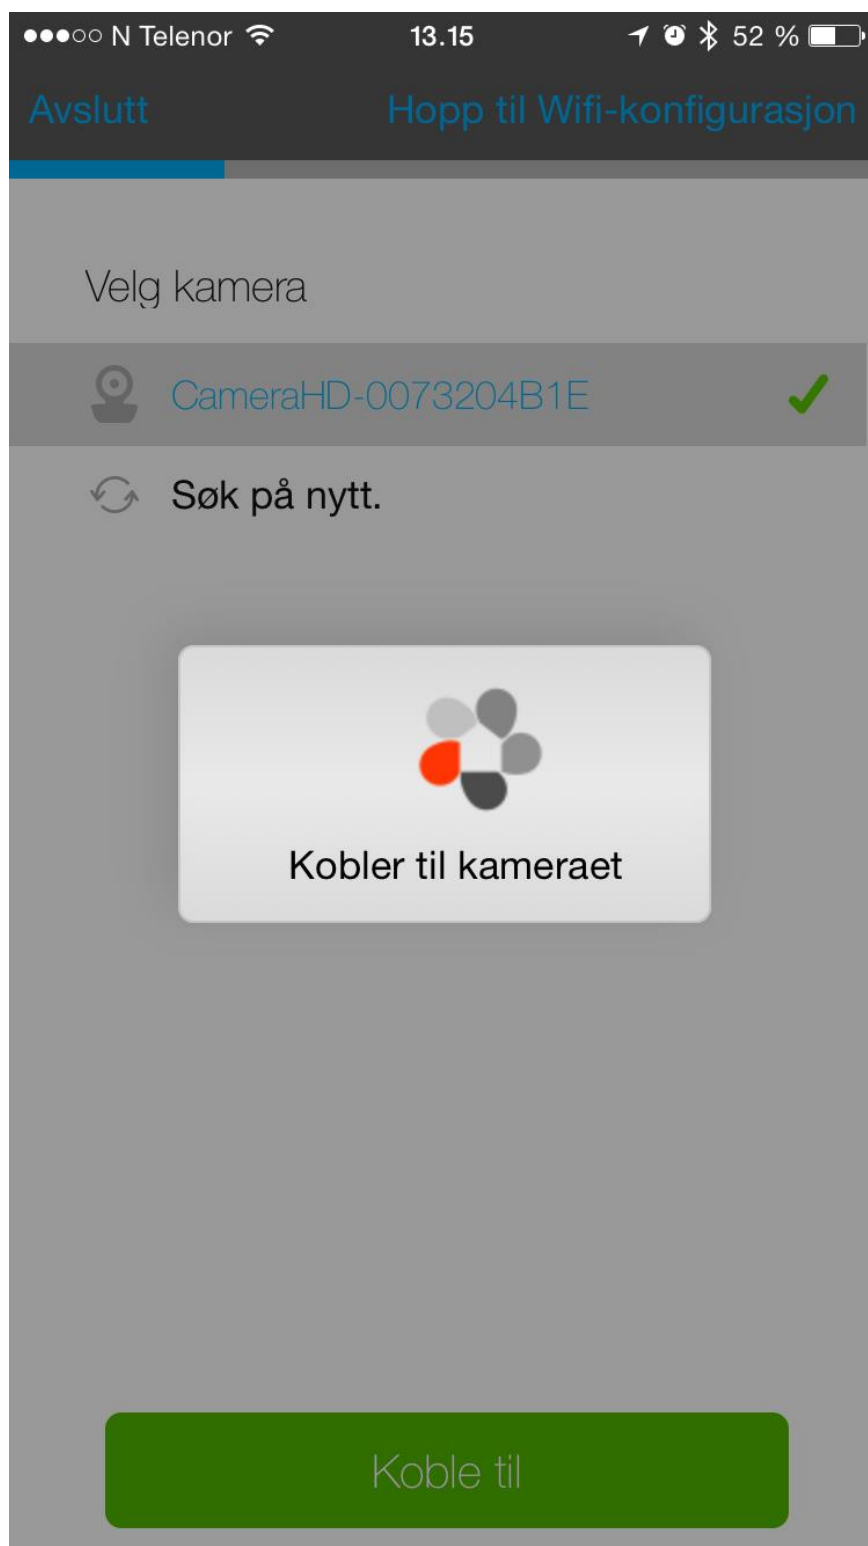 N Telenor 13.15 52 %
Avslutt Hopp til Wifi-konfigurasjon
Velg kamera
CameraHD-0073204B1E
Søk på nytt.
Kobler til kameraet
Koble til